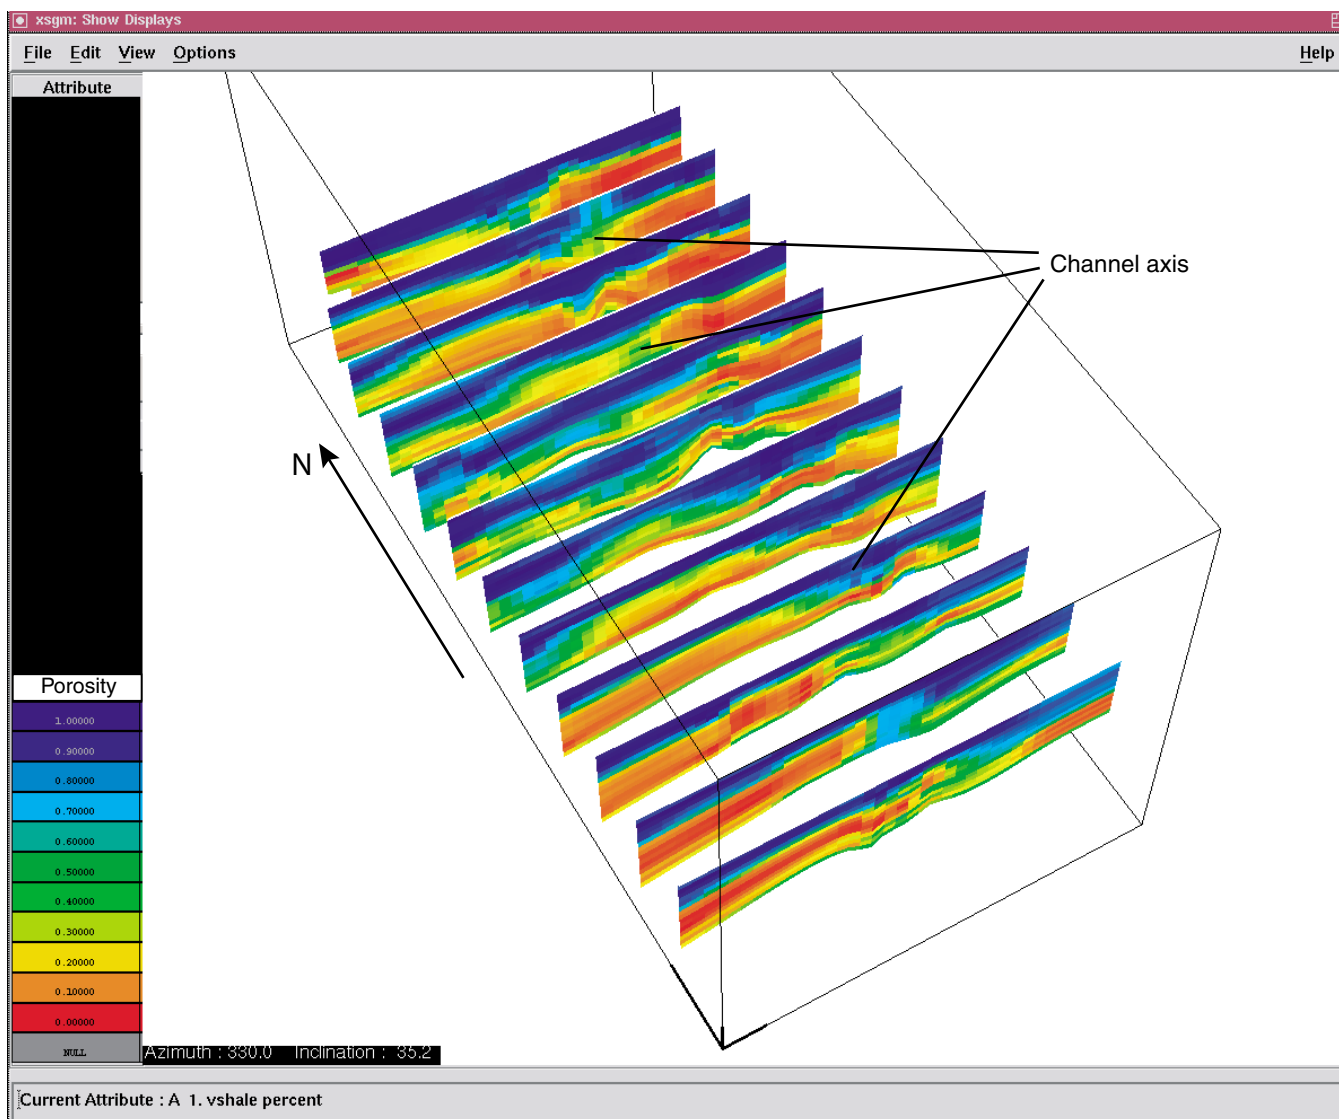 xsgm: Show Displays
File Edit View Options Help
Attribute
Channel axis
N
Porosity
1.00000
0.90000
0.80000
0.70000
0.60000
0.50000
0.40000
0.30000
0.20000
0.10000
0.00000
NULL
Azimuth : 330.0 Inclination : 35.2
Current Attribute : A 1. vshale percent